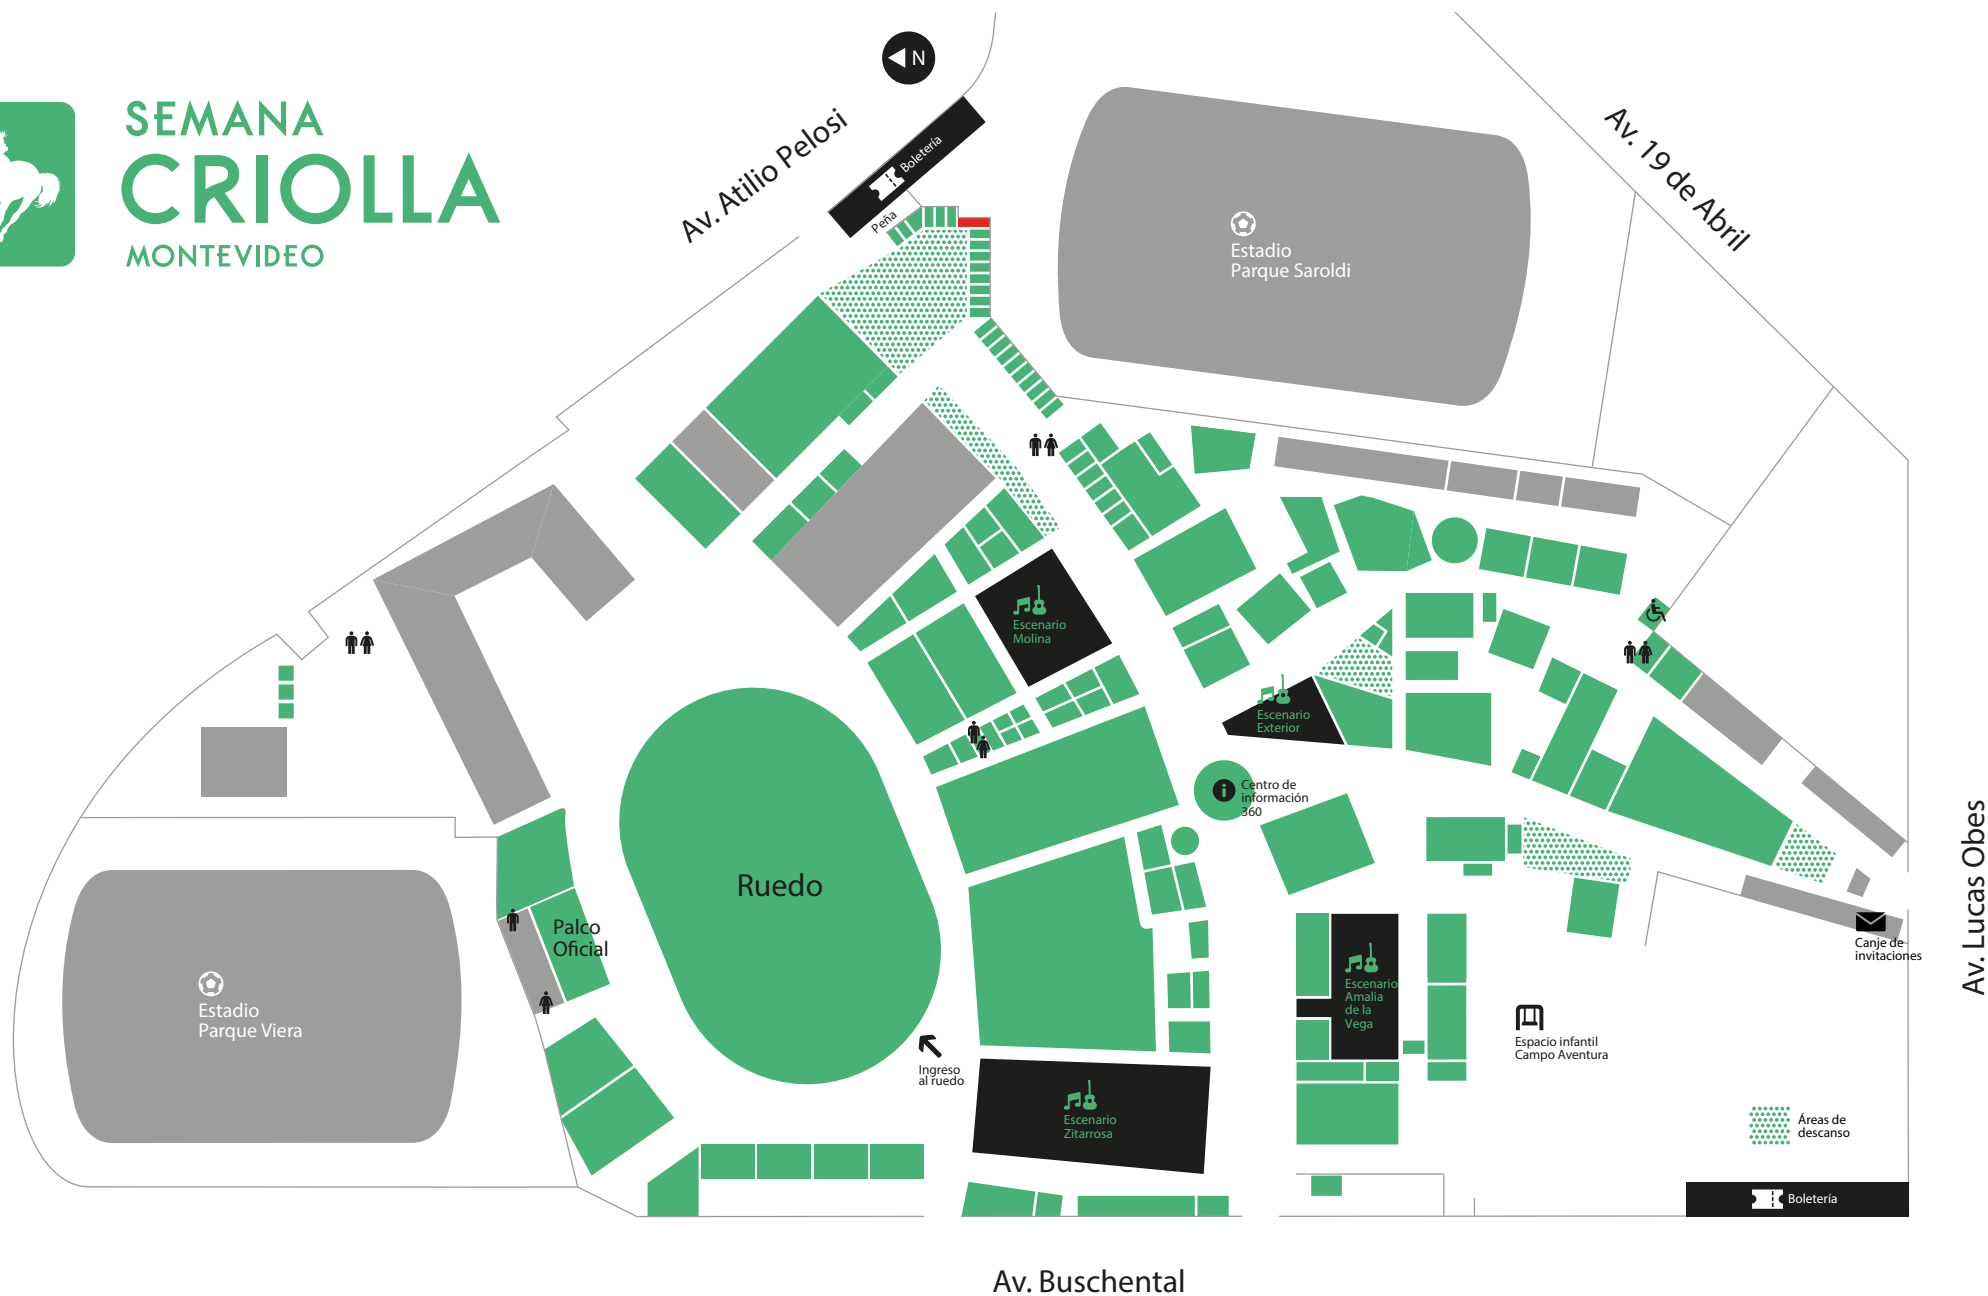 SEMANA
CRIOLLA
MONTEVIDEO
N
Av. Atilio Pelosi
Boletería
Peña
Av. 19 de Abril
Estadio
Parque Saroldi
Escenario
Molina
Escenario
Exterior
Centro de
información
360
Ruedo
Palco
Oficial
Estadio
Parque Viera
Ingreso
al ruedo
Escenario
Zitarrosa
Escenario
Amalia
de la
Vega
Espacio infantil
Campo Aventura
Canje de
invitaciones
Av. Lucas Obes
Áreas de
descanso
Boletería
Av. Buschental